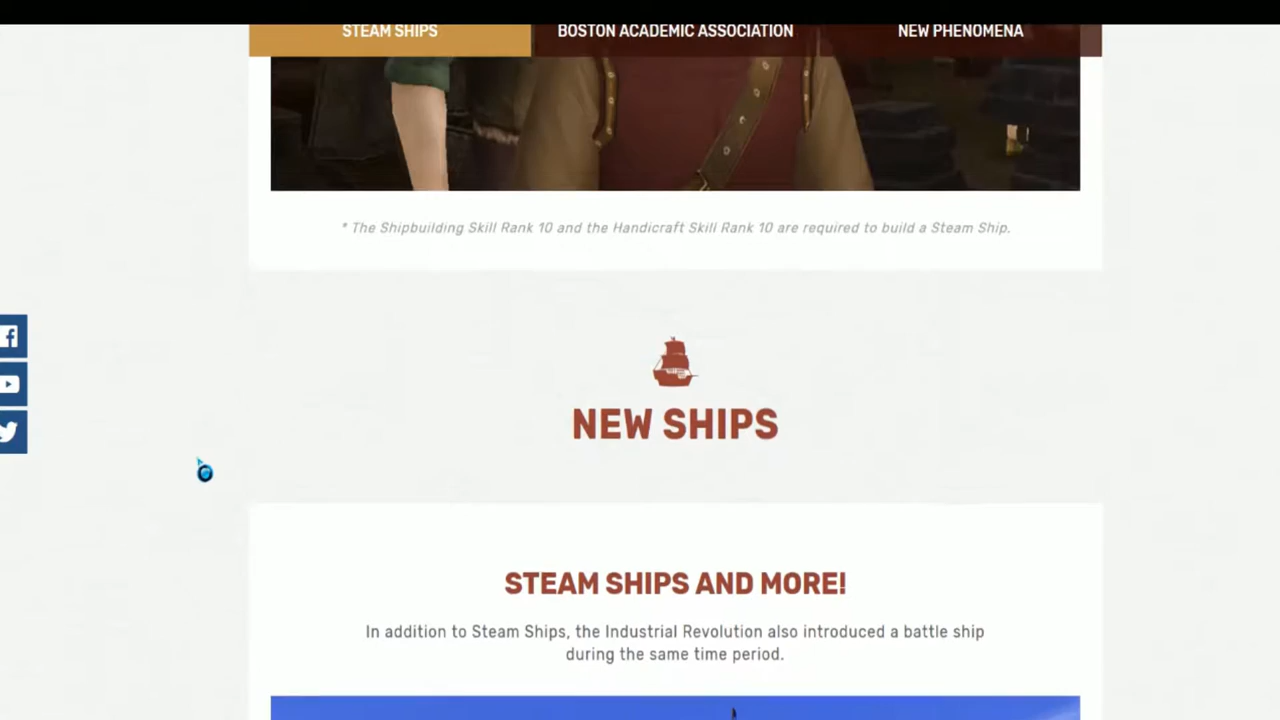 STEAM SHIPS
BOSTON ACADEMIC ASSOCIATION
NEW PHENOMENA
* The Shipbuilding Skill Rank 10 and the Handicraft Skill Rank 10 are required to build a Steam Ship.
NEW SHIPS
STEAM SHIPS AND MORE!
In addition to Steam Ships, the Industrial Revolution also introduced a battle ship
during the same time period.